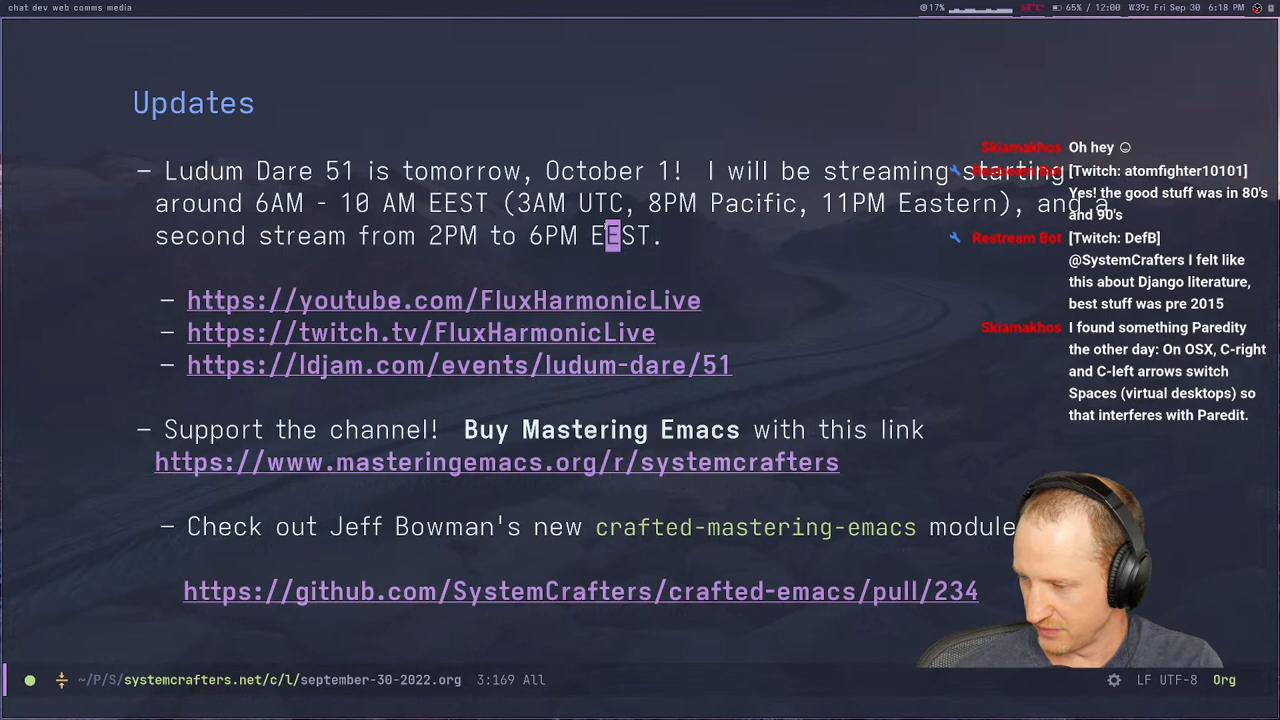 chat dev web comms media
17%
68°C
65% / 12:00
W39: Fri Sep 30 6:18 PM
Updates
– Ludum Dare 51 is tomorrow, October 1! I will be streaming starting
around 6AM - 10 AM EEST (3AM UTC, 8PM Pacific, 11PM Eastern), and a
second stream from 2PM to 6PM EEST.
– https://youtube.com/FluxHarmonicLive
– https://twitch.tv/FluxHarmonicLive
– https://ldjam.com/events/ludum-dare/51
– Support the channel! Buy Mastering Emacs with this link
https://www.masteringemacs.org/r/systemcrafters
– Check out Jeff Bowman's new crafted-mastering-emacs module
https://github.com/SystemCrafters/crafted-emacs/pull/234
Skiamakhos Oh hey ☺
Restream Bot [Twitch: atomfighter10101]
Yes! the good stuff was in 80's
and 90's
Restream Bot [Twitch: DefB]
@SystemCrafters I felt like
this about Django literature,
best stuff was pre 2015
Skiamakhos I found something Paredity
the other day: On OSX, C-right
and C-left arrows switch
Spaces (virtual desktops) so
that interferes with Paredit.
~/P/S/systemcrafters.net/c/l/september-30-2022.org 3:169 All
LF UTF-8 Org